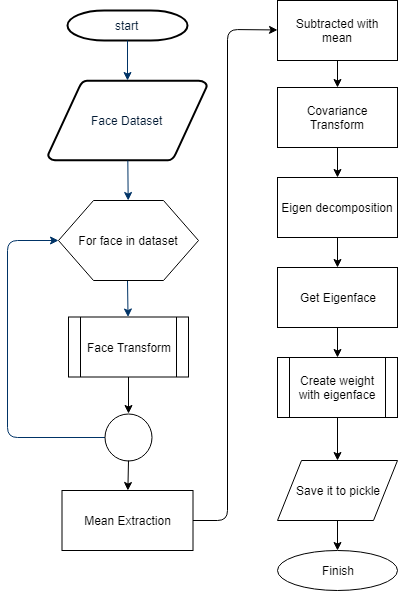 start
Face Dataset
For face in dataset
Face Transform
Mean Extraction
Subtracted with
mean
Covariance
Transform
Eigen decomposition
Get Eigenface
Create weight
with eigenface
Save it to pickle
Finish